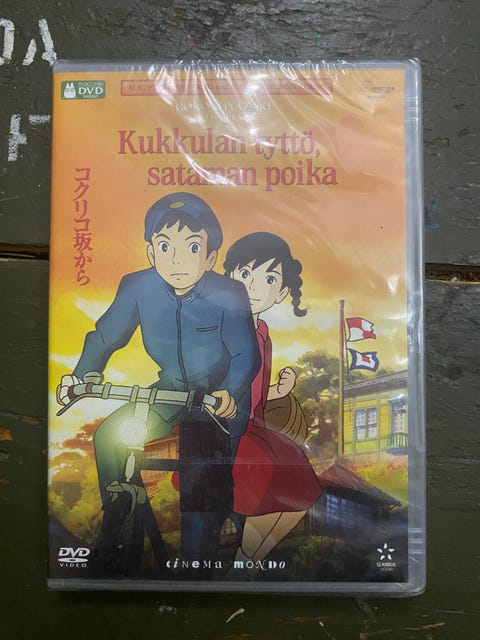 DVD
GORO MIYAZAKI
Kukkulan tyttö,
sataman poika
コクリコ坂から
DVD
VIDEO
CINEMA MONDO
SCANBOX